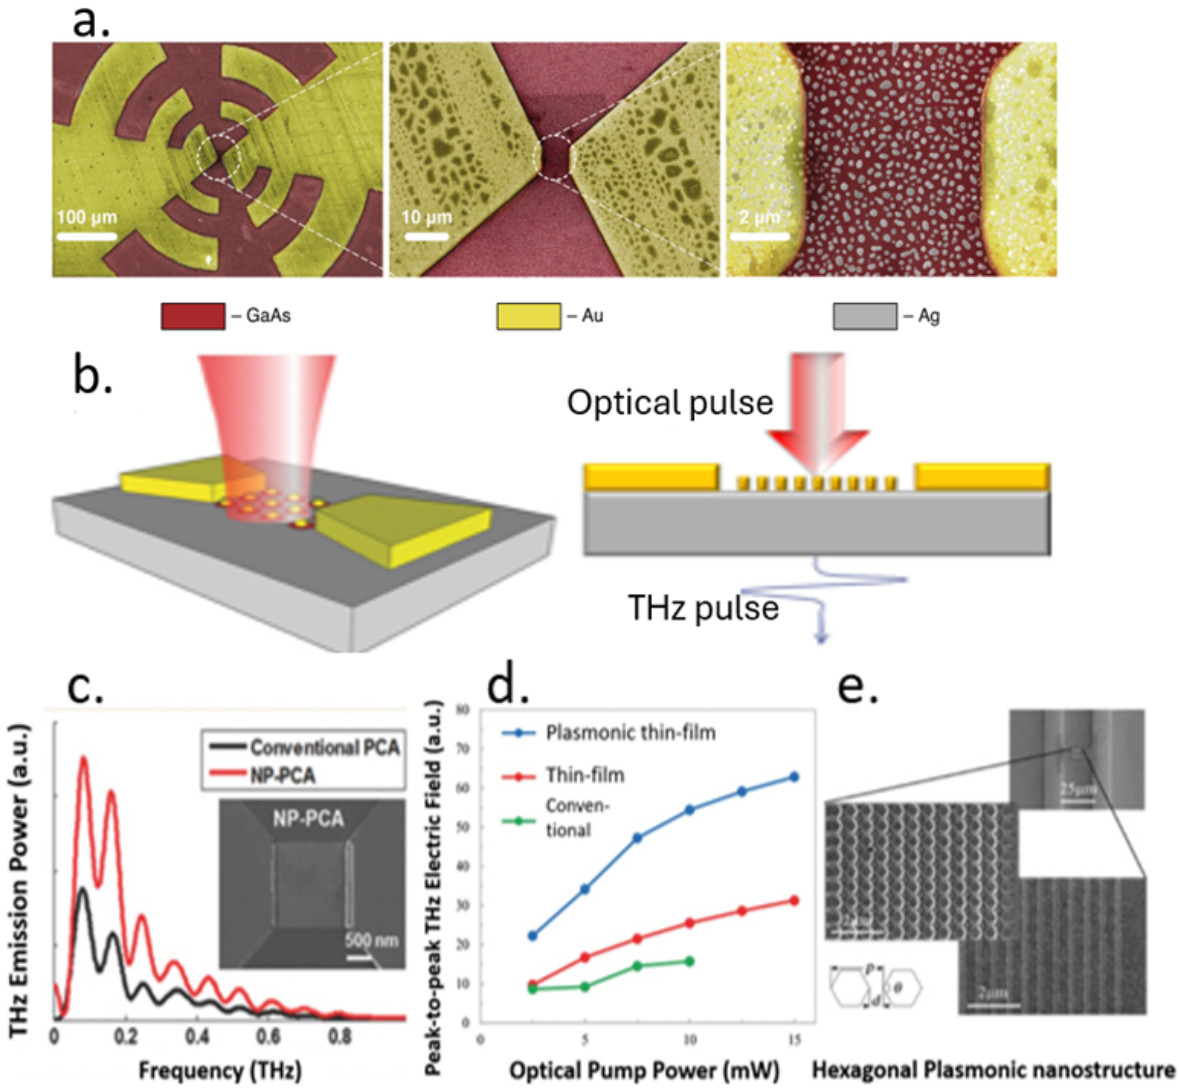 a.
100 µm
10 µm
2 µm
– GaAs
– Au
– Ag
b.
Optical pulse
THz pulse
c.
THz Emission Power (a.u.)
Conventional PCA
NP-PCA
NP-PCA
500 nm
0 0.2 0.4 0.6 0.8
Frequency (THz)
d.
Peak-to-peak THz Electric Field (a.u.)
80
70
60
50
40
30
20
10
0
Plasmonic thin-film
Thin-film
Conven-
tional
0 5 10 15
Optical Pump Power (mW)
e.
25µm
2µm
2µm
p
d
θ
Hexagonal Plasmonic nanostructure